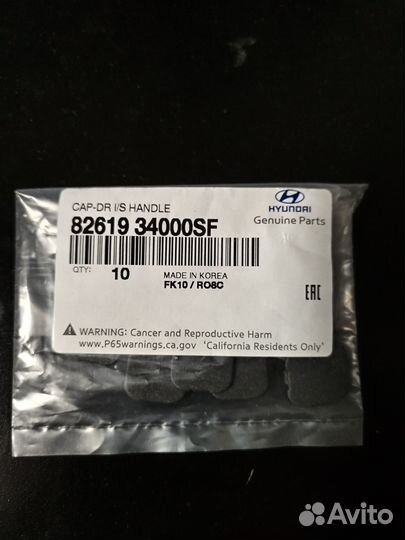 CAP-DR I/S HANDLE
82619 34000SF
HYUNDAI
Genuine Parts
QTY: 10
MADE IN KOREA
FK10 / RO8C
EAC
WARNING: Cancer and Reproductive Harm
www.P65warnings.ca.gov 'California Residents Only'
Avito